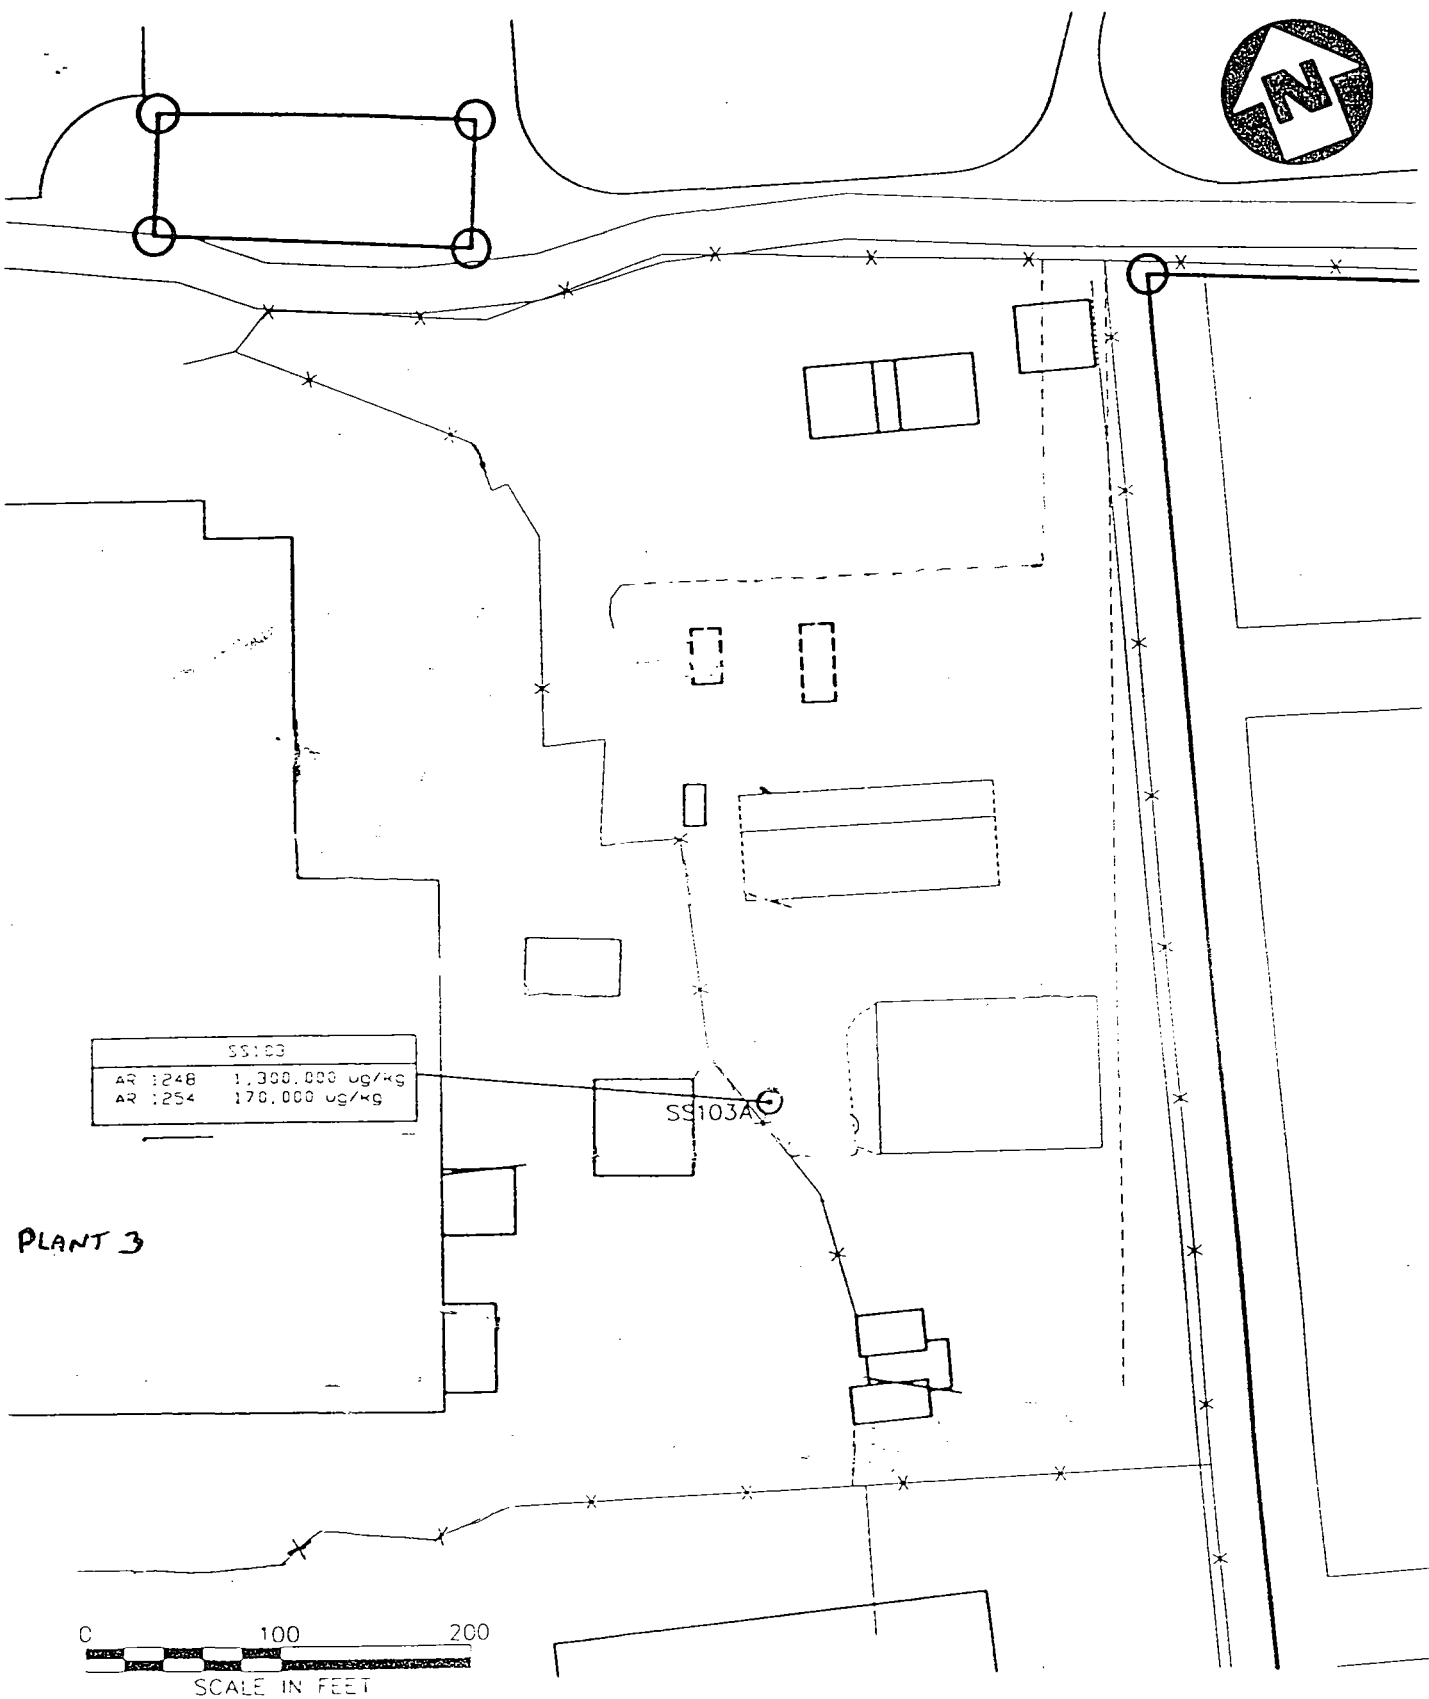 N
SS103
AR 1248 1,300,000 ug/kg
AR 1254 170,000 ug/kg
SS103A
PLANT 3
0 100 200
SCALE IN FEET